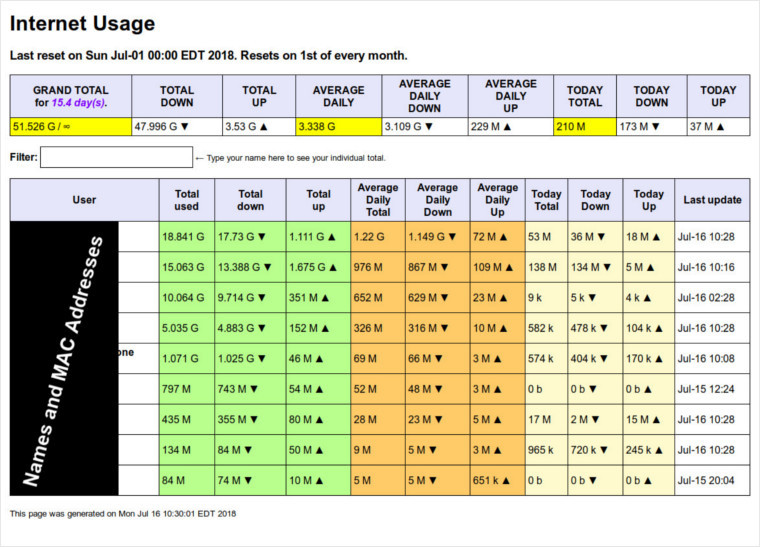 Internet Usage
Last reset on Sun Jul-01 00:00 EDT 2018. Resets on 1st of every month.
GRAND TOTAL for 15.4 day(s). TOTAL DOWN TOTAL UP AVERAGE DAILY AVERAGE DAILY DOWN AVERAGE DAILY UP TODAY TOTAL TODAY DOWN TODAY UP
51.526 G / ∞ 47.996 G ▼ 3.53 G ▲ 3.338 G 3.109 G ▼ 229 M ▲ 210 M 173 M ▼ 37 M ▲
Filter: ← Type your name here to see your individual total.
User Total used Total down Total up Average Daily Total Average Daily Down Average Daily Up Today Total Today Down Today Up Last update
Names and MAC Addresses
18.841 G 17.73 G ▼ 1.111 G ▲ 1.22 G 1.149 G ▼ 72 M ▲ 53 M 36 M ▼ 18 M ▲ Jul-16 10:28
15.063 G 13.388 G ▼ 1.675 G ▲ 976 M 867 M ▼ 109 M ▲ 138 M 134 M ▼ 5 M ▲ Jul-16 10:16
10.064 G 9.714 G ▼ 351 M ▲ 652 M 629 M ▼ 23 M ▲ 9 k 5 k ▼ 4 k ▲ Jul-16 02:28
5.035 G 4.883 G ▼ 152 M ▲ 326 M 316 M ▼ 10 M ▲ 582 k 478 k ▼ 104 k ▲ Jul-16 10:28
1.071 G 1.025 G ▼ 46 M ▲ 69 M 66 M ▼ 3 M ▲ 574 k 404 k ▼ 170 k ▲ Jul-16 10:08
797 M 743 M ▼ 54 M ▲ 52 M 48 M ▼ 3 M ▲ 0 b 0 b ▼ 0 b ▲ Jul-15 12:24
435 M 355 M ▼ 80 M ▲ 28 M 23 M ▼ 5 M ▲ 17 M 2 M ▼ 15 M ▲ Jul-16 10:28
134 M 84 M ▼ 50 M ▲ 9 M 5 M ▼ 3 M ▲ 965 k 720 k ▼ 245 k ▲ Jul-16 10:28
84 M 74 M ▼ 10 M ▲ 5 M 5 M ▼ 651 k ▲ 0 b 0 b ▼ 0 b ▲ Jul-15 20:04
This page was generated on Mon Jul 16 10:30:01 EDT 2018